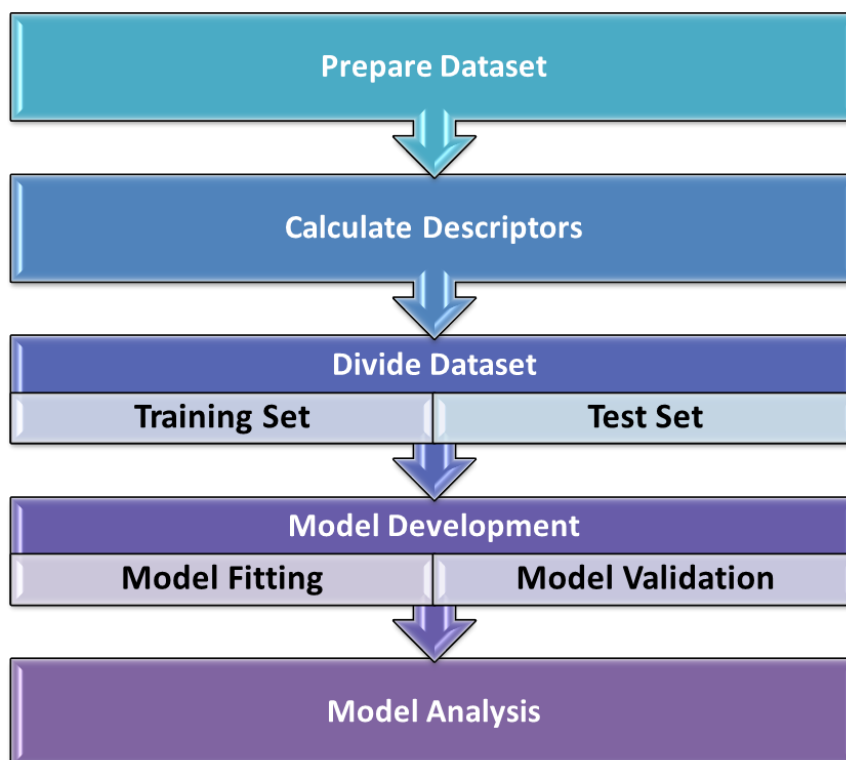 Prepare Dataset
Calculate Descriptors
Divide Dataset
Training Set
Test Set
Model Development
Model Fitting
Model Validation
Model Analysis